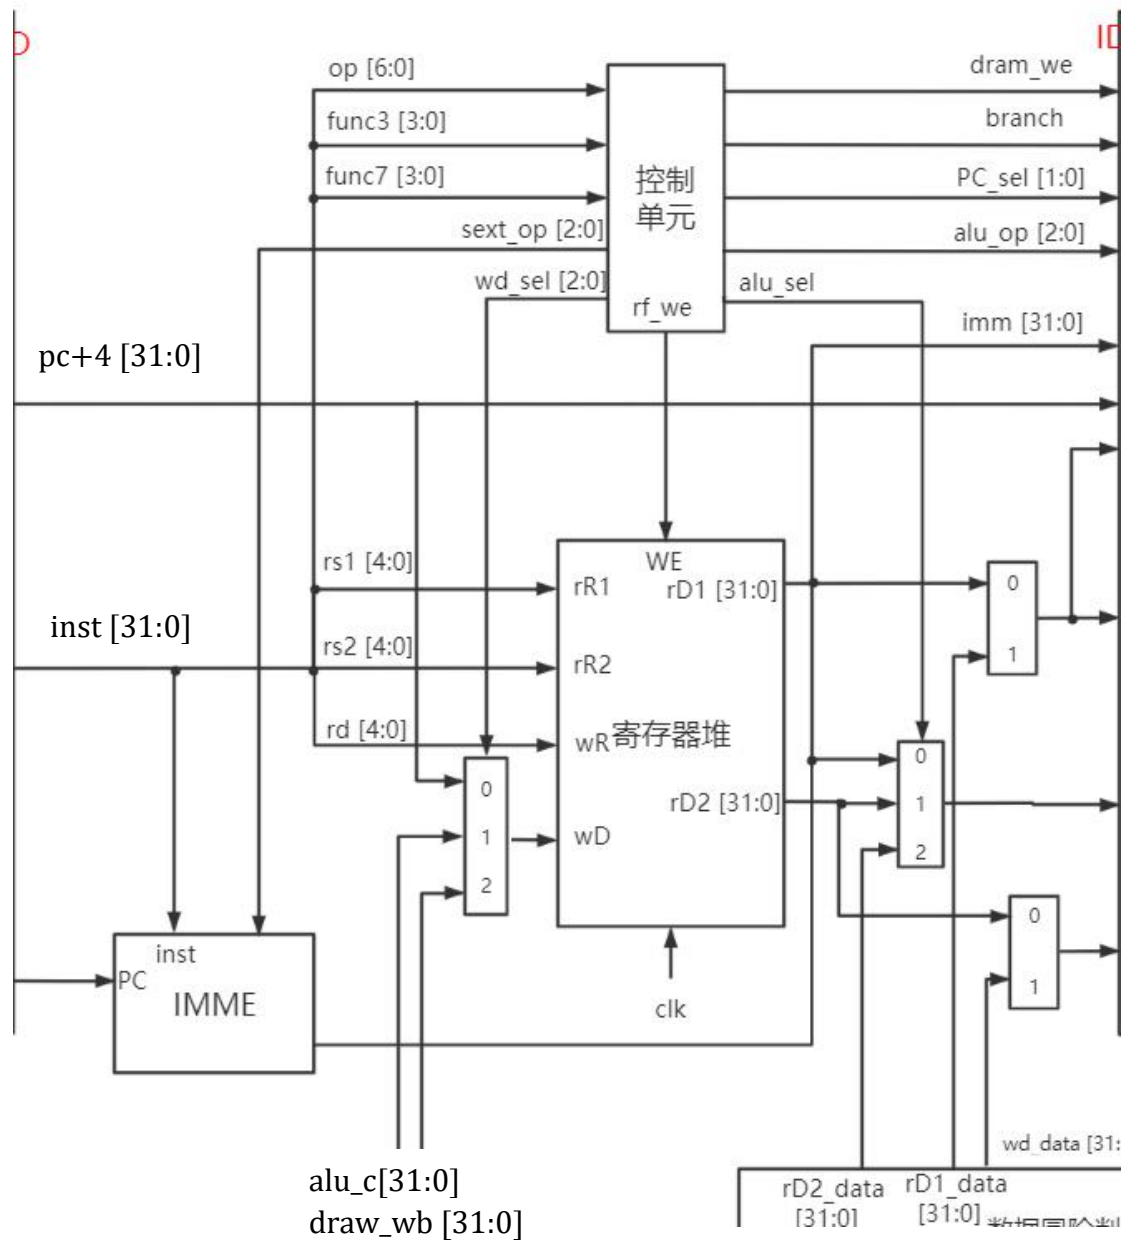 D
ID
op [6:0]
dram_we
func3 [3:0]
branch
func7 [3:0]
控制
单元
PC_sel [1:0]
sext_op [2:0]
alu_op [2:0]
wd_sel [2:0]
rf_we
alu_sel
imm [31:0]
pc+4 [31:0]
WE
rs1 [4:0]
rR1
rD1 [31:0]
0
1
inst [31:0]
rs2 [4:0]
rR2
rd [4:0]
wR
寄存器堆
0
1
2
rD2 [31:0]
0
1
2
wD
0
1
inst
PC
IMME
clk
wd_data [31:
alu_c[31:0]
draw_wb [31:0]
rD2_data
[31:0]
rD1_data
[31:0]